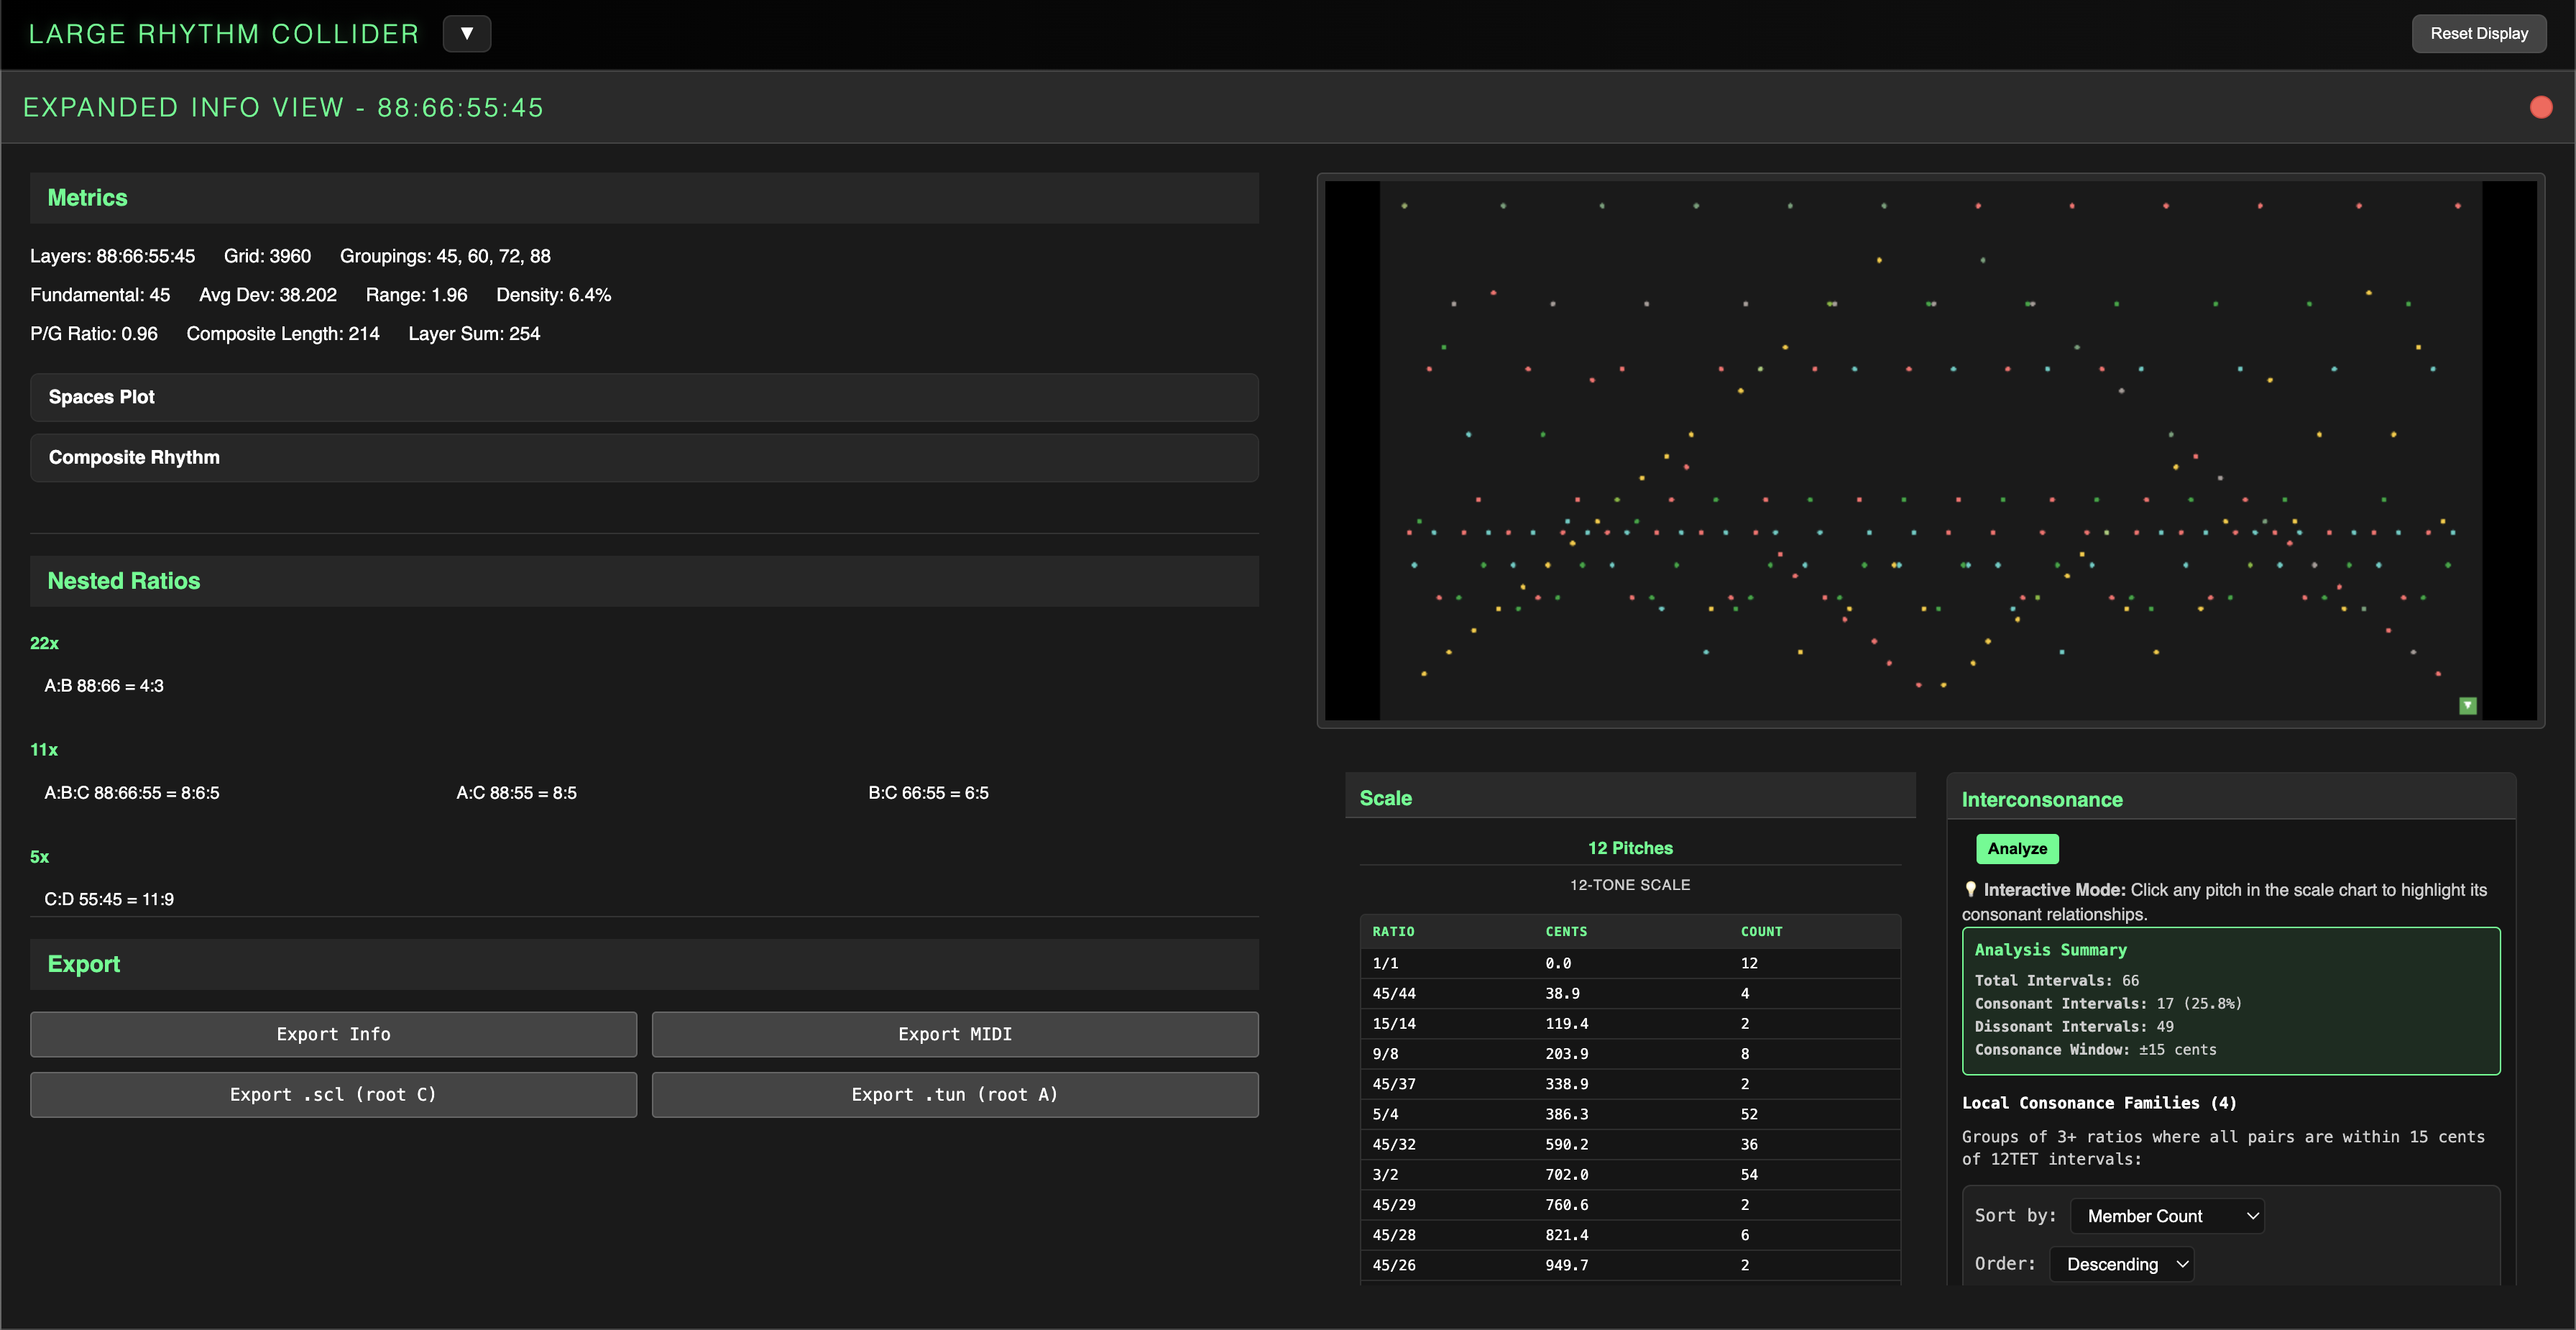 LARGE RHYTHM COLLIDER ▼
Reset Display
EXPANDED INFO VIEW - 88:66:55:45
Metrics
Layers: 88:66:55:45 Grid: 3960 Groupings: 45, 60, 72, 88
Fundamental: 45 Avg Dev: 38.202 Range: 1.96 Density: 6.4%
P/G Ratio: 0.96 Composite Length: 214 Layer Sum: 254
Spaces Plot
Composite Rhythm
Nested Ratios
22x
A:B 88:66 = 4:3
11x
A:B:C 88:66:55 = 8:6:5 A:C 88:55 = 8:5 B:C 66:55 = 6:5
5x
C:D 55:45 = 11:9
Export
Export Info Export MIDI
Export .scl (root C) Export .tun (root A)
▼
Scale
12 Pitches
12-TONE SCALE
RATIO CENTS COUNT
1/1 0.0 12
45/44 38.9 4
15/14 119.4 2
9/8 203.9 8
45/37 338.9 2
5/4 386.3 52
45/32 590.2 36
3/2 702.0 54
45/29 760.6 2
45/28 821.4 6
45/26 949.7 2
Interconsonance
Analyze
💡 Interactive Mode: Click any pitch in the scale chart to highlight its
consonant relationships.
Analysis Summary
Total Intervals: 66
Consonant Intervals: 17 (25.8%)
Dissonant Intervals: 49
Consonance Window: ±15 cents
Local Consonance Families (4)
Groups of 3+ ratios where all pairs are within 15 cents
of 12TET intervals:
Sort by: Member Count
Order: Descending